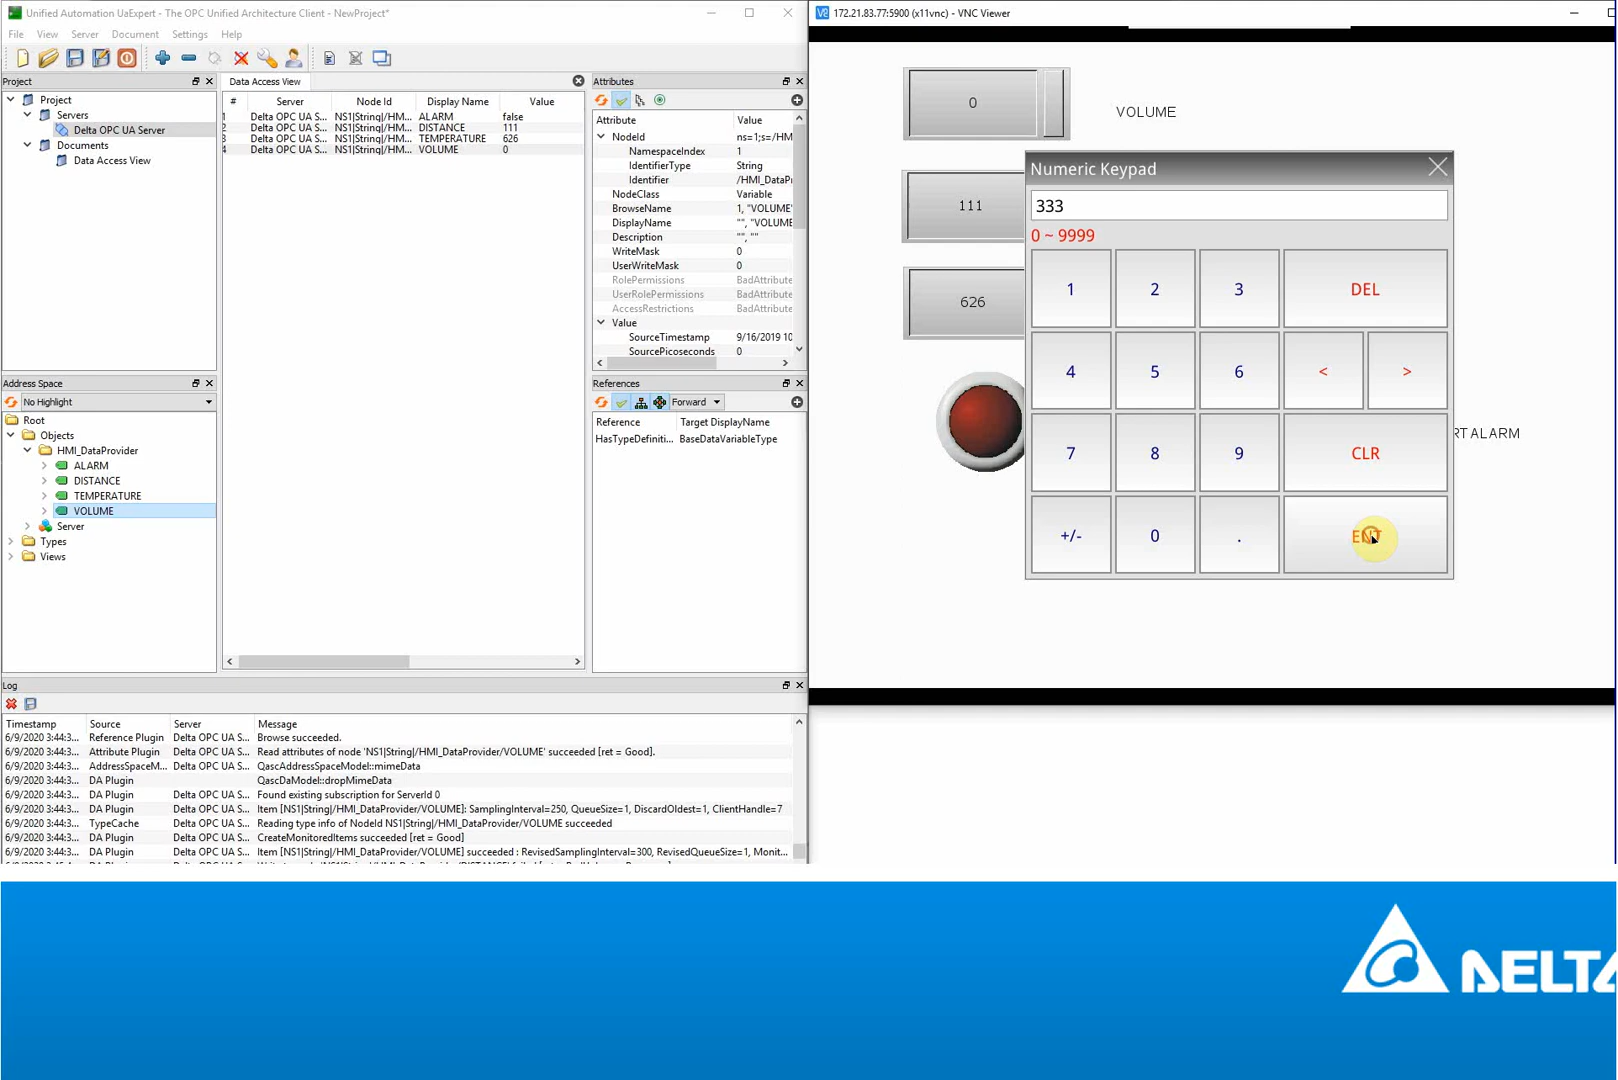 Unified Automation UaExpert - The OPC Unified Architecture Client - NewProject*
File View Server Document Settings Help
Project
Project
Servers
Delta OPC UA Server
Documents
Data Access View
Address Space
No Highlight
Root
Objects
HMI_DataProvider
ALARM
DISTANCE
TEMPERATURE
VOLUME
Server
Types
Views
Data Access View
# Server Node Id Display Name Value
1 Delta OPC UA S... NS1|String|/HM... ALARM false
2 Delta OPC UA S... NS1|String|/HM... DISTANCE 111
3 Delta OPC UA S... NS1|String|/HM... TEMPERATURE 626
4 Delta OPC UA S... NS1|String|/HM... VOLUME 0
Attributes
Attribute Value
NodeId ns=1;s=/HM
NamespaceIndex 1
IdentifierType String
Identifier /HMI_DataPr
NodeClass Variable
BrowseName 1, "VOLUME"
DisplayName "", "VOLUME
Description "", ""
WriteMask 0
UserWriteMask 0
RolePermissions BadAttribute
UserRolePermissions BadAttribute
AccessRestrictions BadAttribute
Value
SourceTimestamp 9/16/2019 10
SourcePicoseconds 0
References
Forward
Reference Target DisplayName
HasTypeDefiniti... BaseDataVariableType
Log
Timestamp Source Server Message
6/9/2020 3:44:3... Reference Plugin Delta OPC UA S... Browse succeeded.
6/9/2020 3:44:3... Attribute Plugin Delta OPC UA S... Read attributes of node 'NS1|String|/HMI_DataProvider/VOLUME' succeeded [ret = Good].
6/9/2020 3:44:3... AddressSpaceM... Delta OPC UA S... QascAddressSpaceModel::mimeData
6/9/2020 3:44:3... DA Plugin QascDaModel::dropMimeData
6/9/2020 3:44:3... DA Plugin Delta OPC UA S... Found existing subscription for ServerId 0
6/9/2020 3:44:3... DA Plugin Delta OPC UA S... Item [NS1|String|/HMI_DataProvider/VOLUME]: SamplingInterval=250, QueueSize=1, DiscardOldest=1, ClientHandle=7
6/9/2020 3:44:3... TypeCache Delta OPC UA S... Reading type info of NodeId NS1|String|/HMI_DataProvider/VOLUME succeeded
6/9/2020 3:44:3... DA Plugin Delta OPC UA S... CreateMonitoredItems succeeded [ret = Good]
6/9/2020 3:44:3... DA Plugin Delta OPC UA S... Item [NS1|String|/HMI_DataProvider/VOLUME] succeeded : RevisedSamplingInterval=300, RevisedQueueSize=1, Monit...
172.21.83.77:5900 (x11vnc) - VNC Viewer
0
VOLUME
111
626
RT ALARM
Numeric Keypad
333
0 ~ 9999
1 2 3 DEL
4 5 6 < >
7 8 9 CLR
+/- 0 . ENT
DELTA